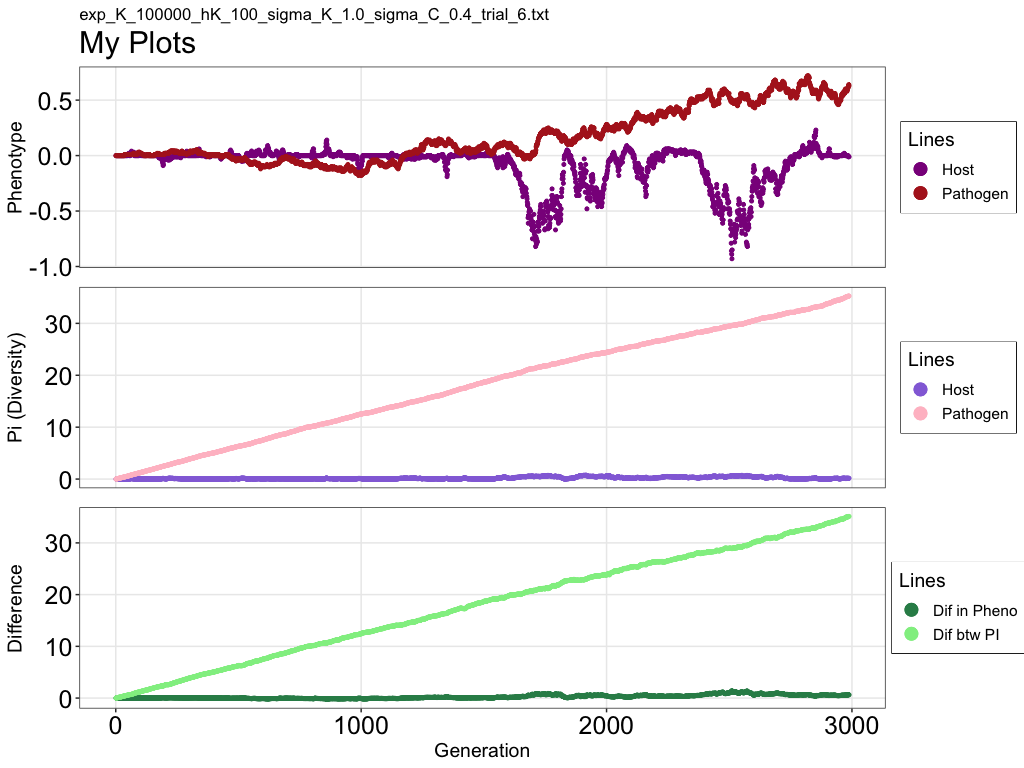 exp_K_100000_hK_100_sigma_K_1.0_sigma_C_0.4_trial_6.txt
My Plots
Phenotype
0.5
0.0
-0.5
-1.0
Lines
Host
Pathogen
Pi (Diversity)
30
20
10
0
Lines
Host
Pathogen
Difference
30
20
10
0
Lines
Dif in Pheno
Dif btw PI
0 1000 2000 3000
Generation